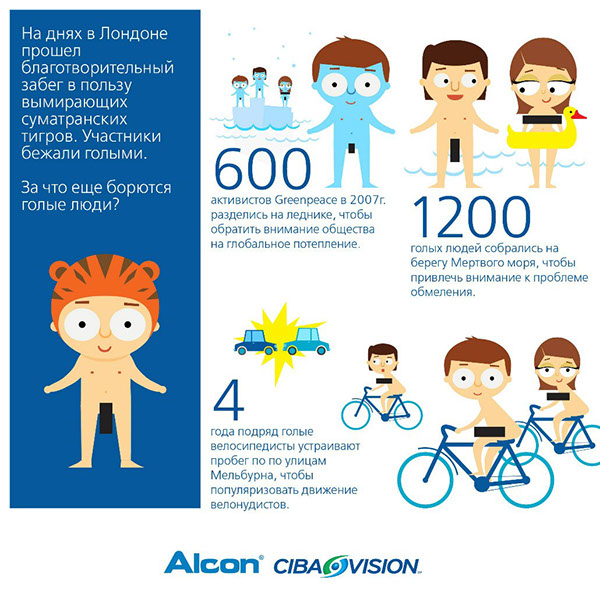 На днях в Лондоне
прошел
благотворительный
забег в пользу
вымирающих
суматранских
тигров. Участники
бежали голыми.
За что еще борются
голые люди?
600
активистов Greenpeace в 2007г.
разделись на леднике, чтобы
обратить внимание общества
на глобальное потепление.
1200
голых людей собрались на
берегу Мертвого моря, чтобы
привлечь внимание к проблеме
обмеления.
4
года подряд голые
велосипедисты устраивают
пробег по по улицам
Мельбурна, чтобы
популяризовать движение
велонудистов.
Alcon® CIBAVISION